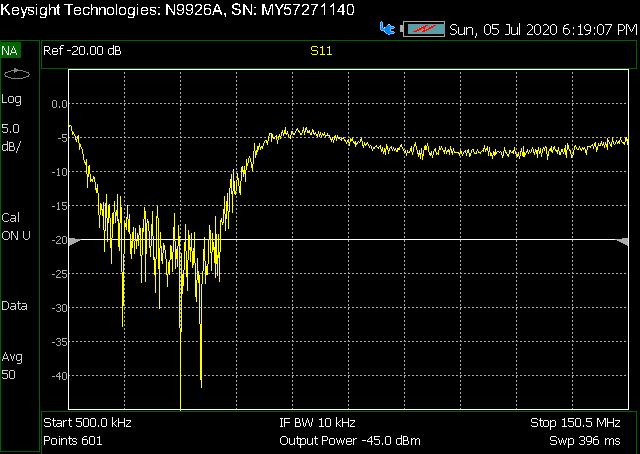 Keysight Technologies: N9926A, SN: MY57271140
Sun, 05 Jul 2020 6:19:07 PM
NA
Ref -20.00 dB
S11
Log
5.0
dB/
Cal
ON U
Data
Avg
50
0.0
-5
-10
-15
-20
-25
-30
-35
-40
Start 500.0 kHz
IF BW 10 kHz
Stop 150.5 MHz
Points 601
Output Power -45.0 dBm
Swp 396 ms